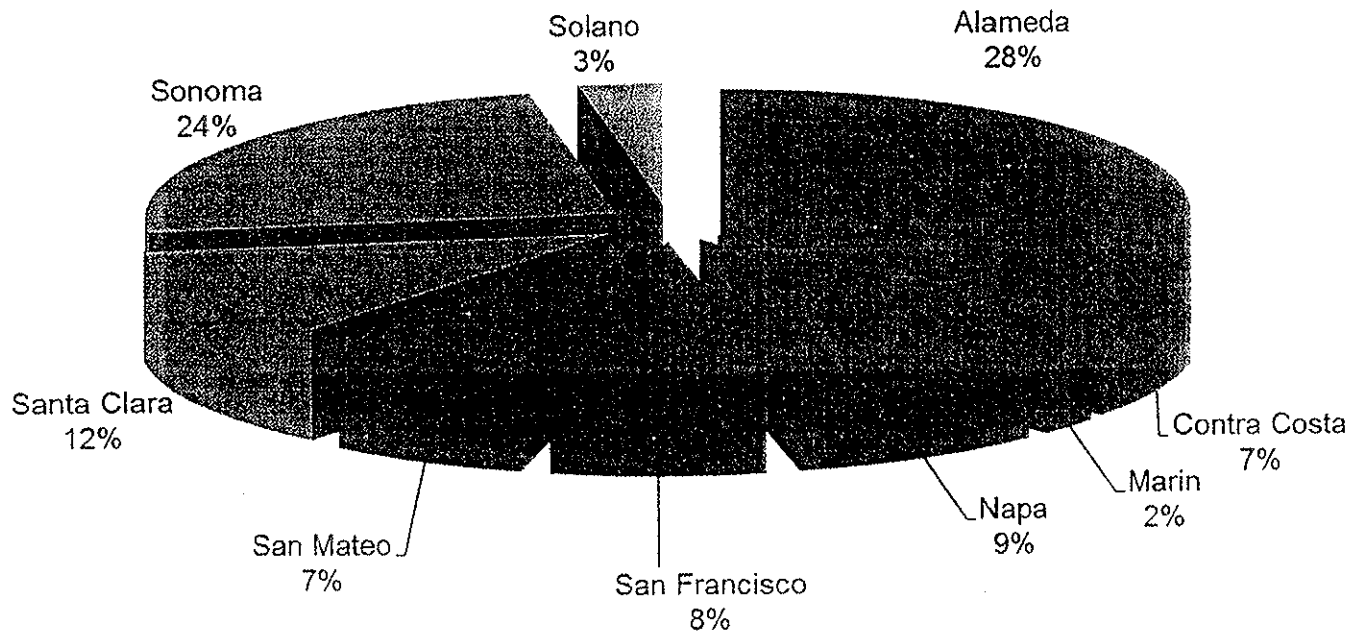 Solano
3%
Alameda
28%
Sonoma
24%
Santa Clara
12%
Contra Costa
7%
Marin
2%
Napa
9%
San Mateo
7%
San Francisco
8%